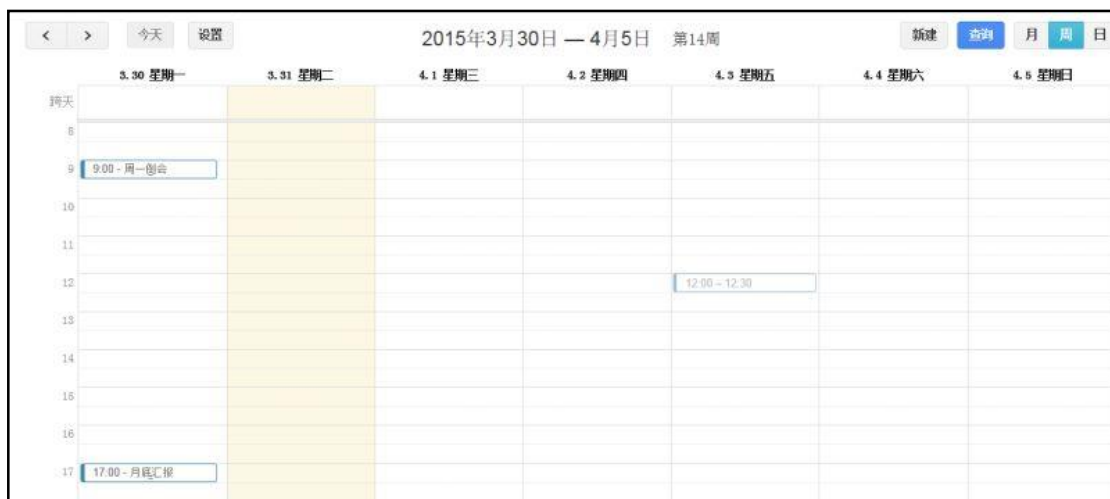 < > 今天 设置 2015年3月30日 — 4月5日 第14周 新建 查询 月 周 日
3.30 星期一 3.31 星期二 4.1 星期三 4.2 星期四 4.3 星期五 4.4 星期六 4.5 星期日
跨天
8
9 9:00 - 周一例会
10
11
12 12:00 – 12:30
13
14
15
16
17 17:00 - 月底汇报